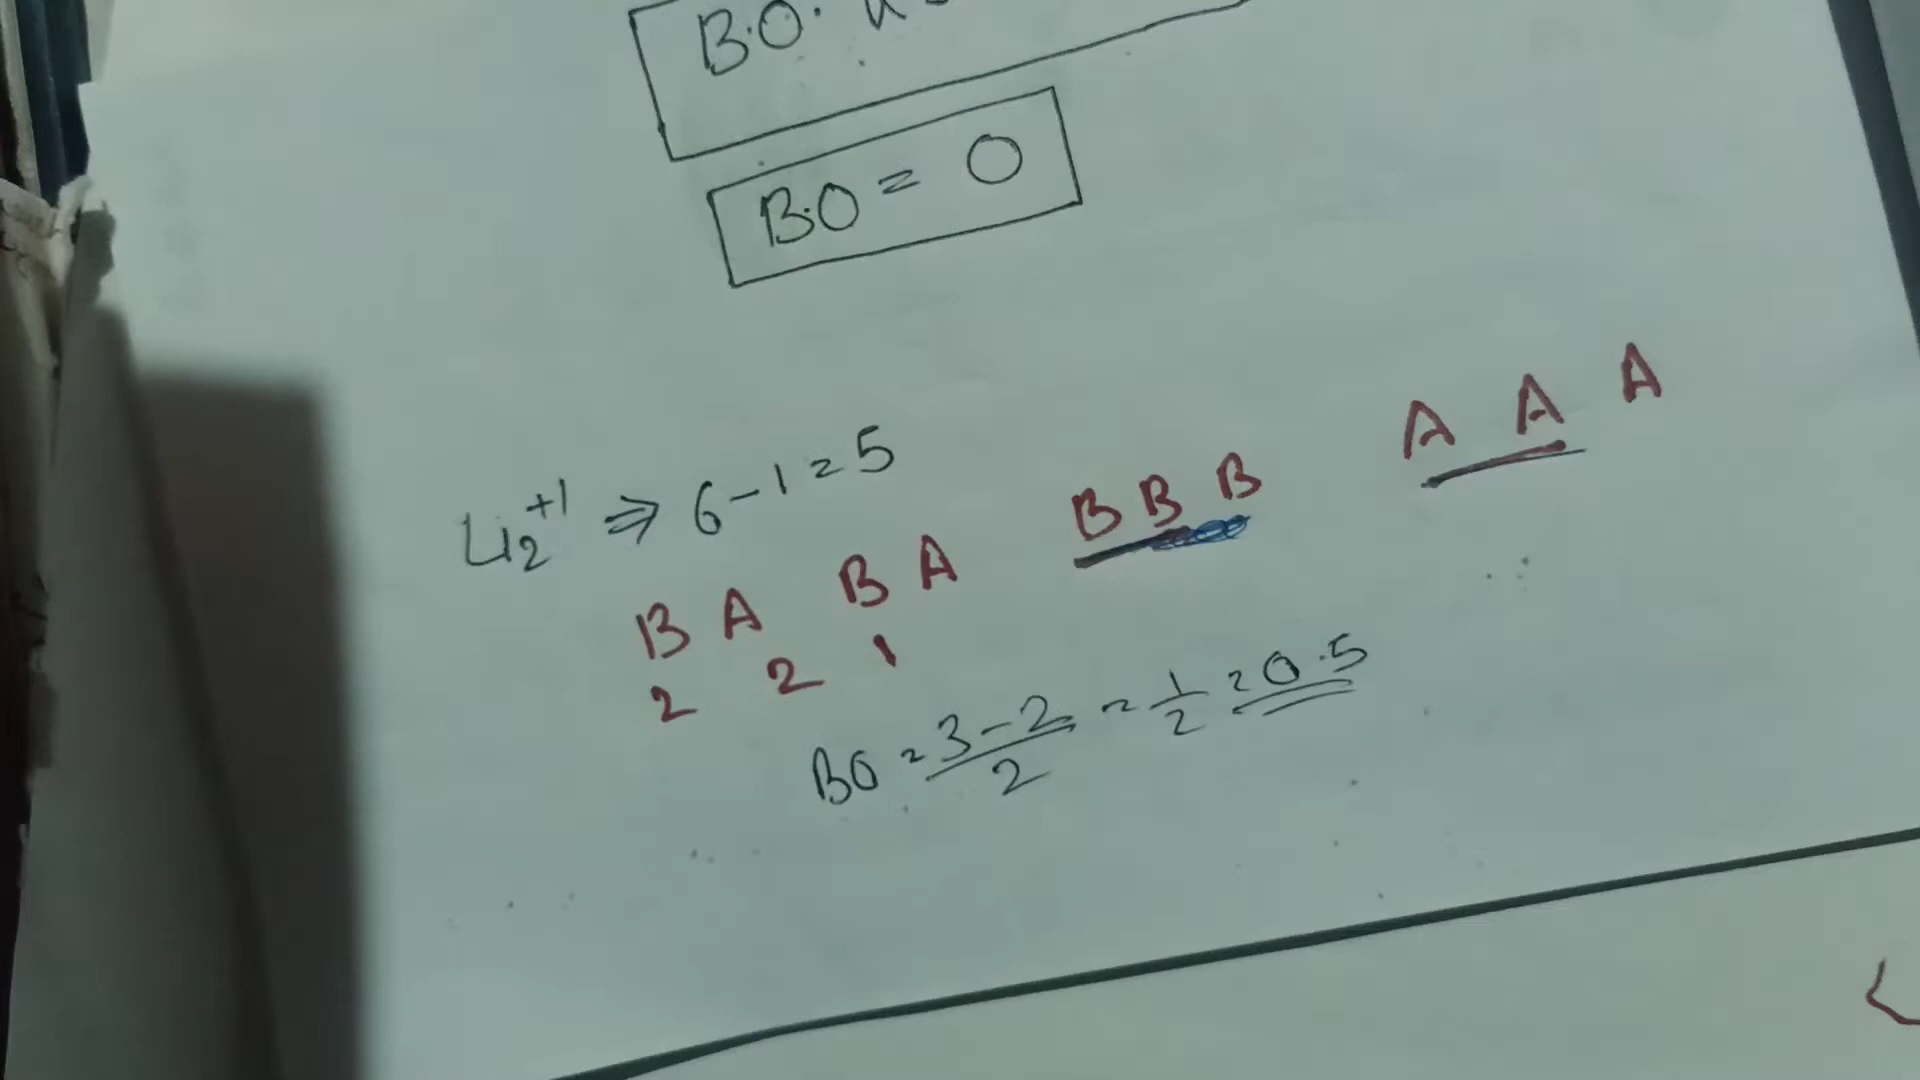 B.O.
B.O = 0
Li₂⁺¹ ⇒ 6-1=5
B A B A B B B A A A
2 2 1
BO = 3-2/2 = 1/2 = 0.5